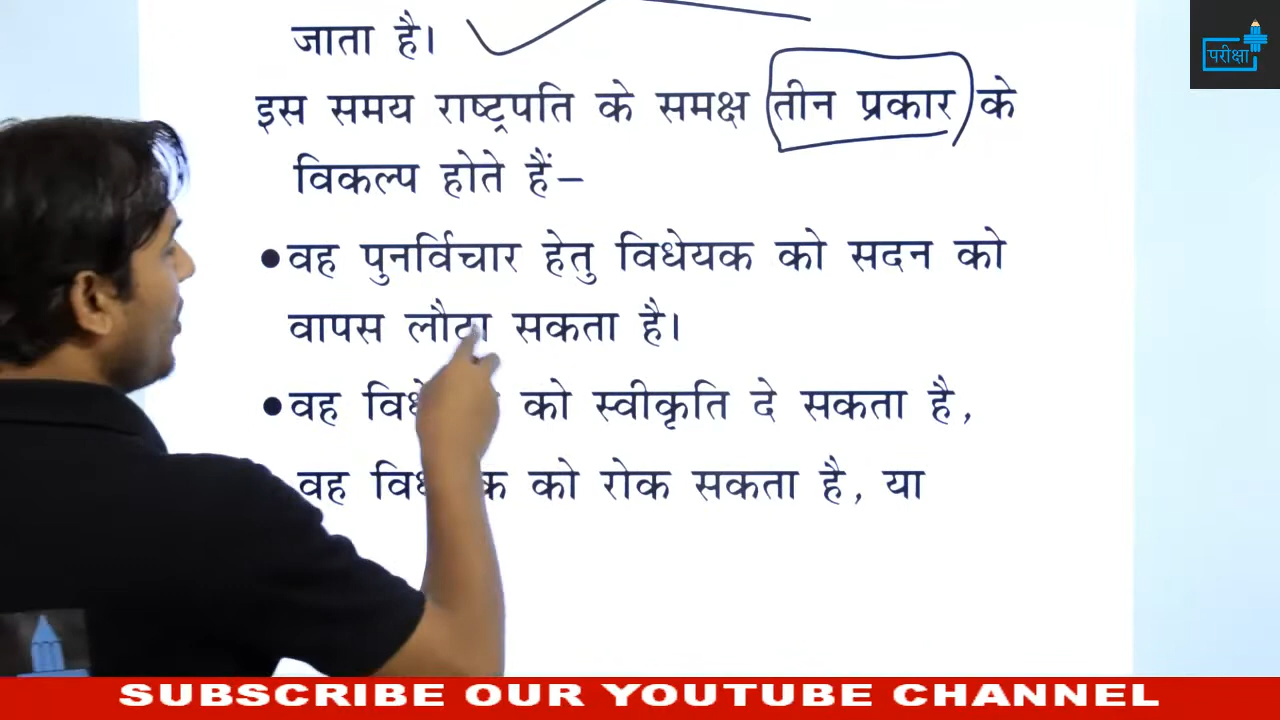 परीक्षा
जाता है।
इस समय राष्ट्रपति के समक्ष तीन प्रकार के
विकल्प होते हैं–
•वह पुनर्विचार हेतु विधेयक को सदन को
वापस लौटा सकता है।
•वह को स्वीकृति दे सकता है,
वह को रोक सकता है, या
SUBSCRIBE OUR YOUTUBE CHANNEL